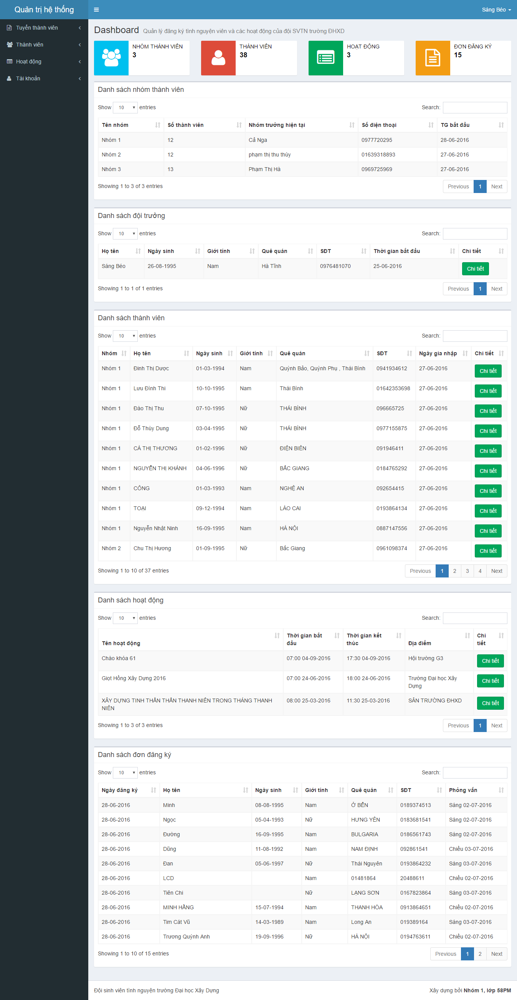 Quản trị hệ thống
Sáng Béo
Tuyển thành viên
Thành viên
Hoạt động
Tài khoản
Dashboard Quản lý đăng ký tình nguyện viên và các hoạt động của đội SVTN trường ĐHXD
NHÓM THÀNH VIÊN
3
THÀNH VIÊN
38
HOẠT ĐỘNG
3
ĐƠN ĐĂNG KÝ
15
Danh sách nhóm thành viên
Show 10 entries Search:
Tên nhóm Số thành viên Nhóm trưởng hiện tại Số điện thoại TG bắt đầu
Nhóm 1 12 Cả Nga 0977720295 28-06-2016
Nhóm 2 12 phạm thị thu thủy 01639318893 27-06-2016
Nhóm 3 13 Phạm Thị Hà 0969725969 27-06-2016
Showing 1 to 3 of 3 entries Previous 1 Next
Danh sách đội trưởng
Show 10 entries Search:
Họ tên Ngày sinh Giới tính Quê quán SĐT Thời gian bắt đầu Chi tiết
Sáng Béo 26-08-1995 Nam Hà Tĩnh 0976481070 25-06-2016 Chi tiết
Showing 1 to 1 of 1 entries Previous 1 Next
Danh sách thành viên
Show 10 entries Search:
Nhóm Họ tên Ngày sinh Giới tính Quê quán SĐT Ngày gia nhập Chi tiết
Nhóm 1 Đinh Thị Dược 01-03-1994 Nam Quỳnh Bảo, Quỳnh Phụ , Thái Bình 0941934612 27-06-2016 Chi tiết
Nhóm 1 Lưu Đình Thi 10-10-1995 Nam Thái Bình 01642353698 27-06-2016 Chi tiết
Nhóm 1 Đào Thị Thu 07-10-1995 Nữ THÁI BÌNH 096665725 27-06-2016 Chi tiết
Nhóm 1 Đỗ Thùy Dung 03-04-1995 Nữ THÁI BÌNH 0977155875 27-06-2016 Chi tiết
Nhóm 1 CẢ THỊ THƯƠNG 01-02-1996 Nữ ĐIỆN BIÊN 091946411 27-06-2016 Chi tiết
Nhóm 1 NGUYỄN THỊ KHÁNH 04-06-1996 Nữ BẮC GIANG 0184765292 27-06-2016 Chi tiết
Nhóm 1 CÔNG 01-03-1993 Nam NGHỆ AN 092654415 27-06-2016 Chi tiết
Nhóm 1 TOẠI 09-12-1994 Nam LÀO CAI 0193864134 27-06-2016 Chi tiết
Nhóm 1 Nguyễn Nhật Ninh 16-09-1995 Nam HÀ NỘI 0887147556 27-06-2016 Chi tiết
Nhóm 2 Chu Thị Hương 01-09-1995 Nữ Bắc Giang 0961098374 27-06-2016 Chi tiết
Showing 1 to 10 of 37 entries Previous 1 2 3 4 Next
Danh sách hoạt động
Show 10 entries Search:
Tên hoạt động Thời gian bắt đầu Thời gian kết thúc Địa điểm Chi tiết
Chào khóa 61 07:00 04-09-2016 17:30 04-09-2016 Hội trường G3 Chi tiết
Giọt Hồng Xây Dựng 2016 07:00 24-06-2016 18:00 24-06-2016 Trường Đại học Xây Dựng Chi tiết
XÂY DỰNG TINH THẦN THẦN THANH NIÊN TRONG THÁNG THANH NIÊN 08:00 25-03-2016 11:30 25-03-2016 SÂN TRƯỜNG ĐHXD Chi tiết
Showing 1 to 3 of 3 entries Previous 1 Next
Danh sách đơn đăng ký
Show 10 entries Search:
Ngày đăng ký Họ tên Ngày sinh Giới tính Quê quán SĐT Phỏng vấn
28-06-2016 Minh 08-08-1995 Nam Ở BỂN 0189374513 Sáng 02-07-2016
28-06-2016 Ngọc 05-04-1993 Nữ HƯNG YÊN 0183681541 Sáng 02-07-2016
28-06-2016 Đường 16-09-1995 Nam BULGARIA 0186561743 Sáng 02-07-2016
28-06-2016 Dũng 11-08-1992 Nam NAM ĐỊNH 092861541 Chiều 03-07-2016
28-06-2016 Đan 05-06-1997 Nữ Thái Nguyên 0193864232 Sáng 03-07-2016
28-06-2016 LCD Nam 01481864 20488611 Chiều 02-07-2016
28-06-2016 Tiên Chi Nữ LẠNG SƠN 0167823864 Sáng 03-07-2016
28-06-2016 MINH HẰNG 15-07-1994 Nam THANH HÓA 0913864651 Chiều 02-07-2016
28-06-2016 Tim Cát Vũ 14-03-1989 Nam Long An 019389164 Sáng 03-07-2016
28-06-2016 Trương Quỳnh Anh 19-09-1996 Nữ HÀ NỘI 0194763611 Chiều 02-07-2016
Showing 1 to 10 of 15 entries Previous 1 2 Next
Đội sinh viên tình nguyện trường Đại học Xây Dựng Xây dựng bởi Nhóm 1, lớp 58PM